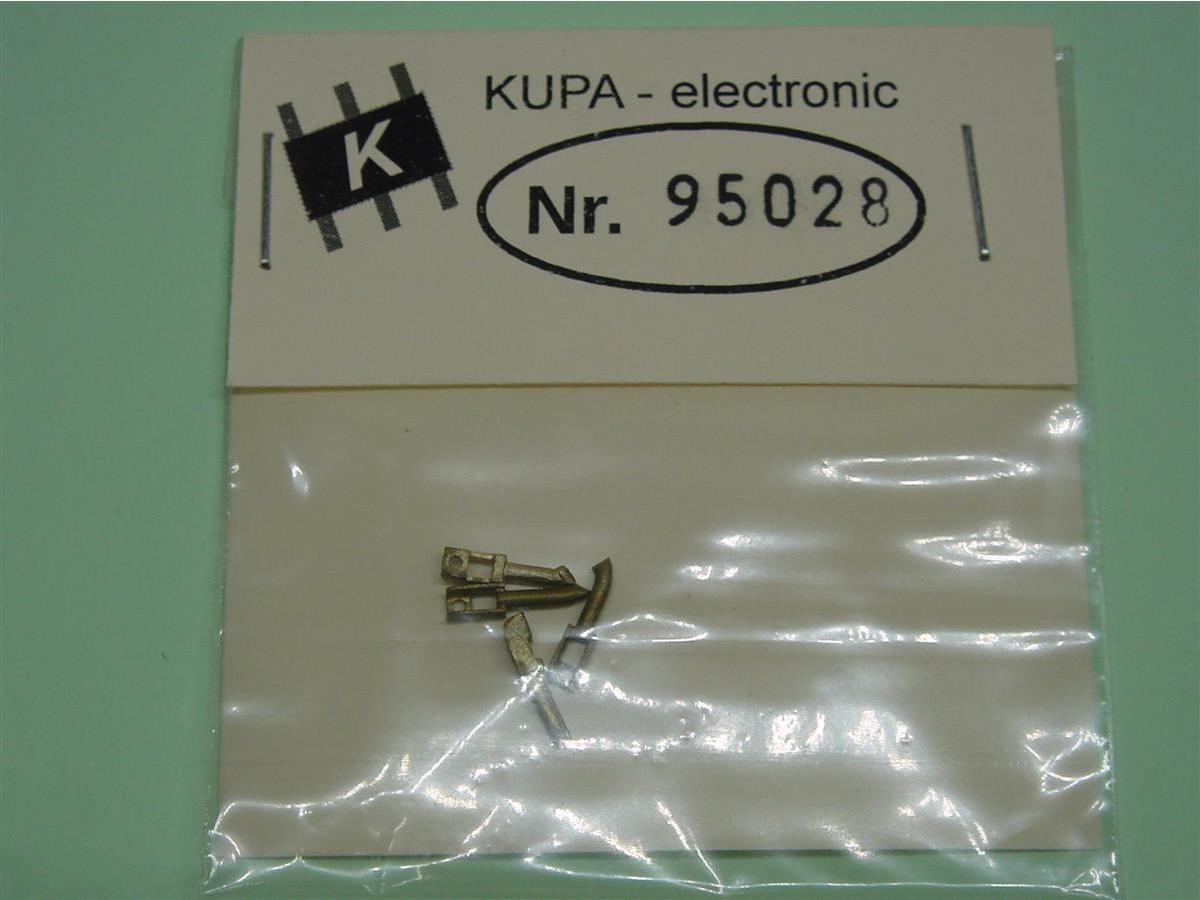 K
KUPA - electronic
Nr. 95028